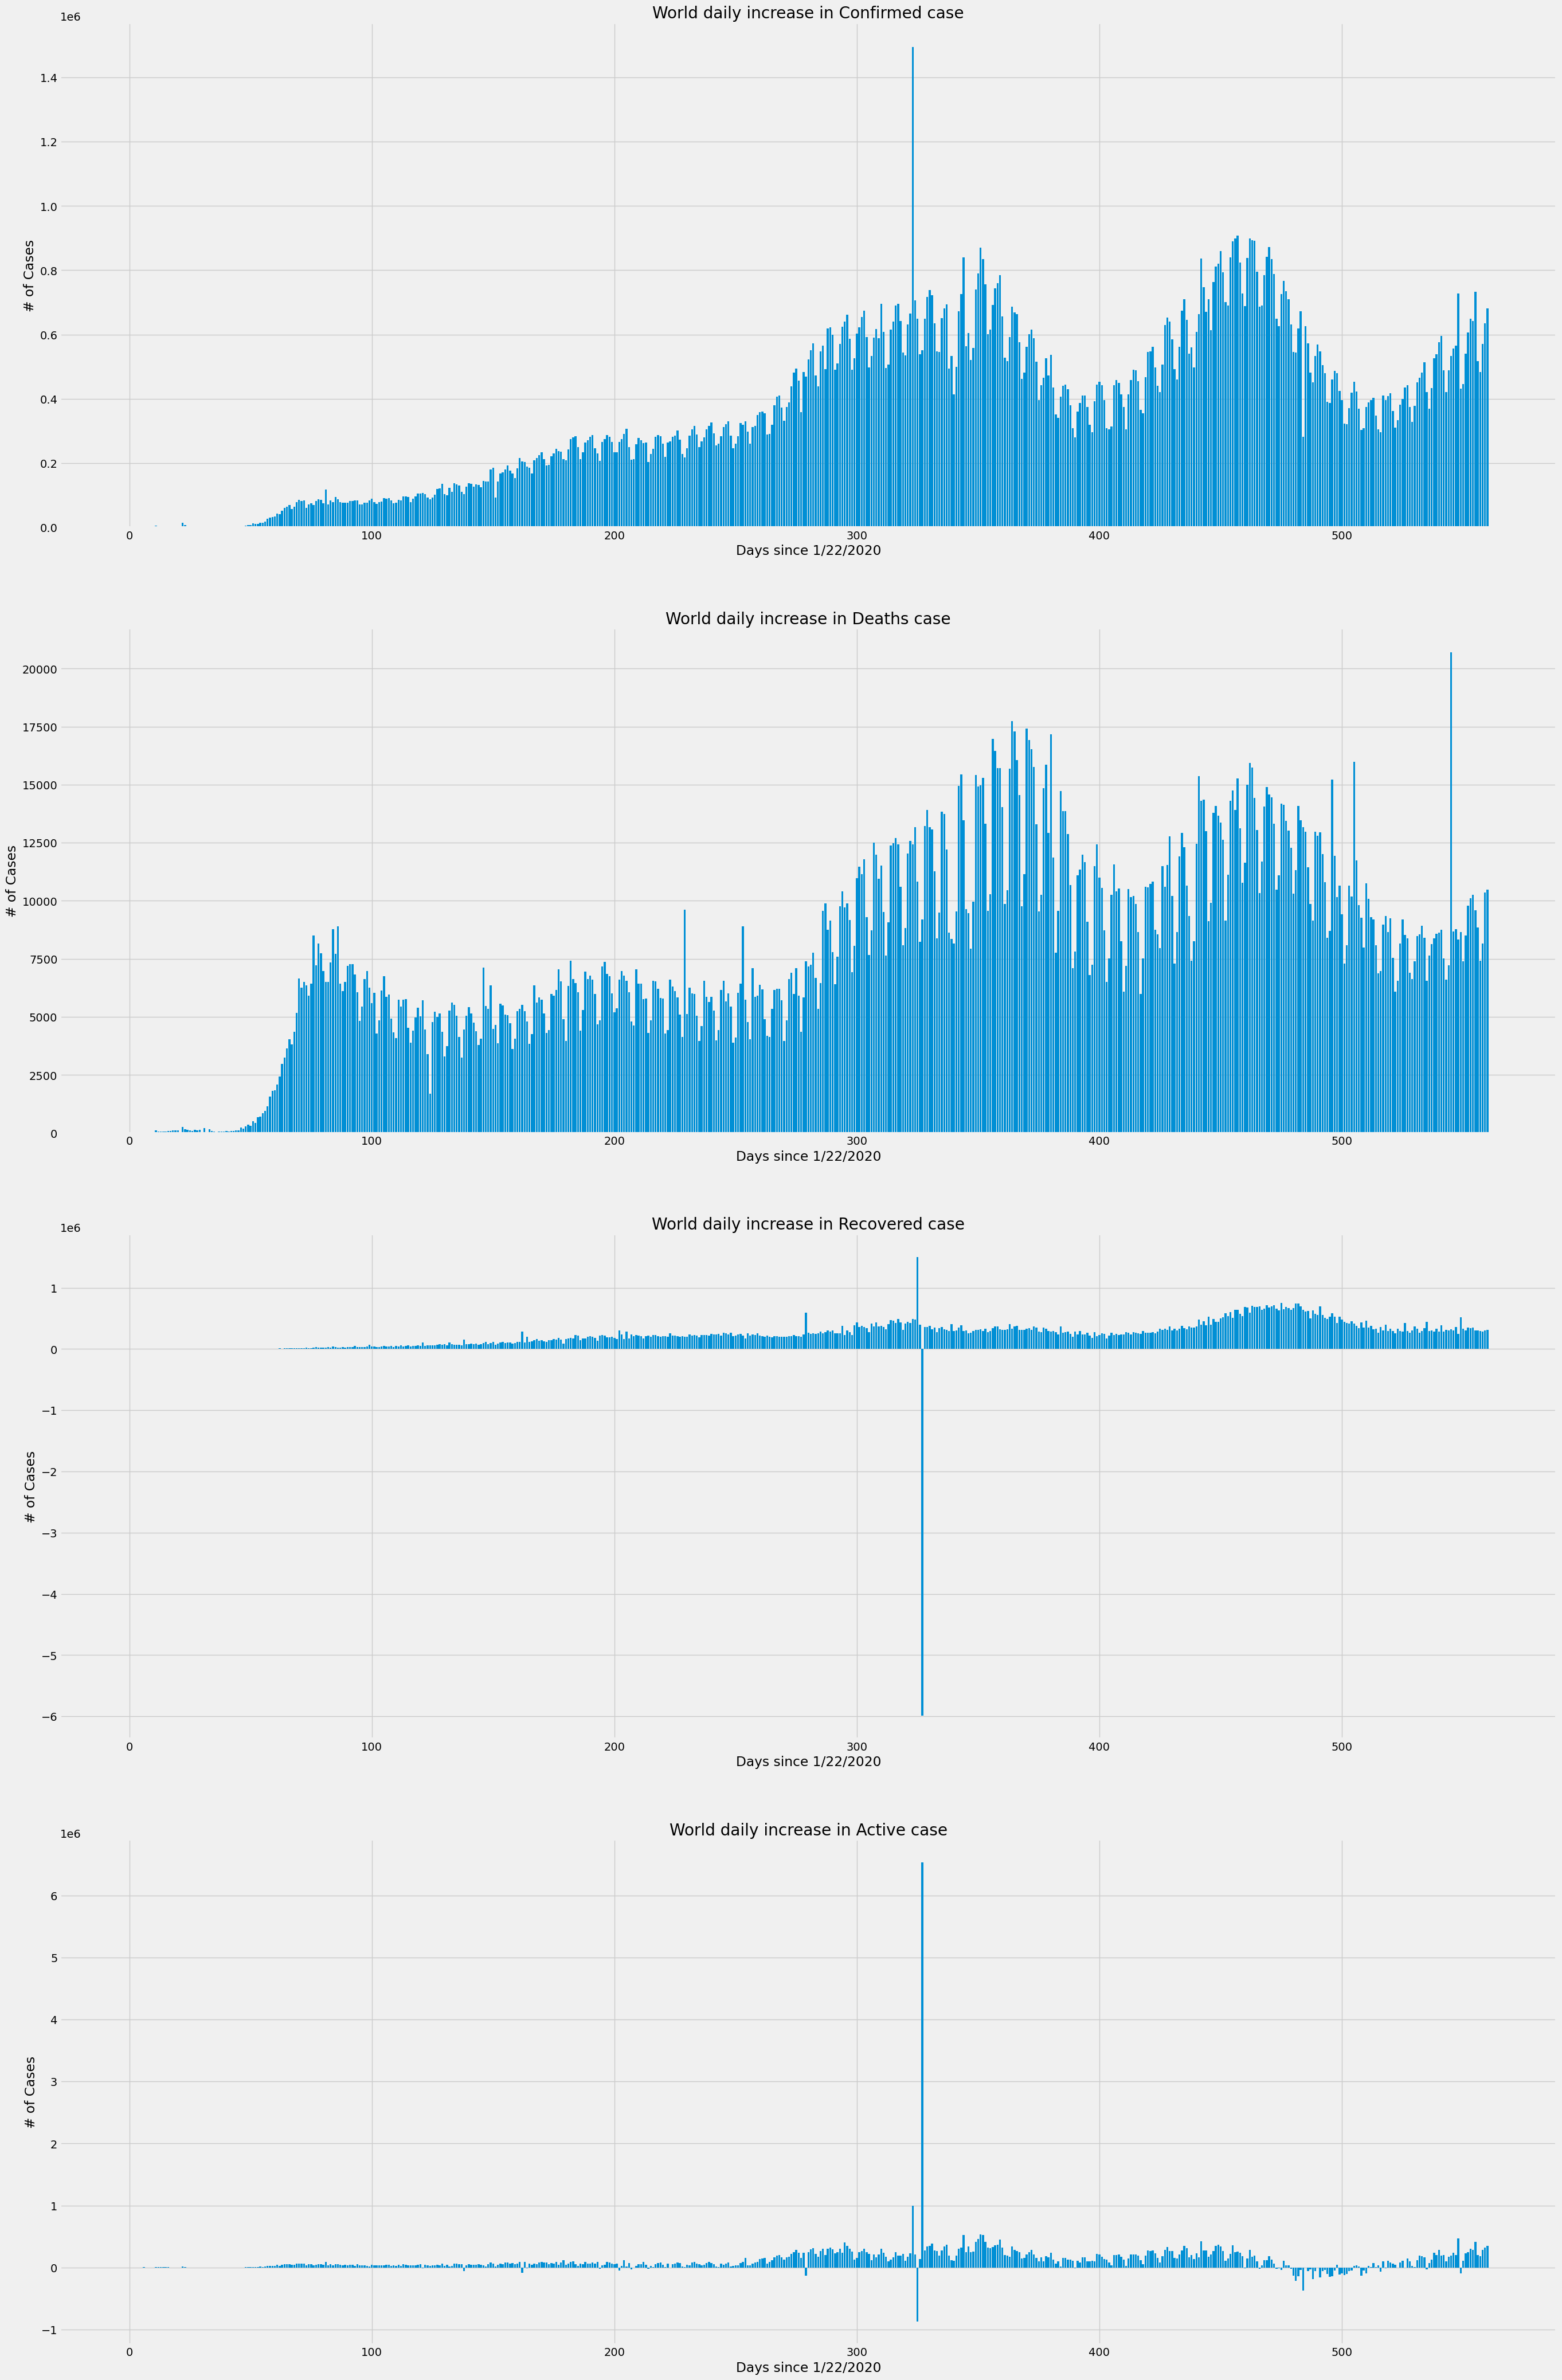 World daily increase in Confirmed case
1e6
1.4
1.2
1.0
0.8
0.6
0.4
0.2
0.0
# of Cases
0 100 200 300 400 500
Days since 1/22/2020
World daily increase in Deaths case
20000
17500
15000
12500
10000
7500
5000
2500
0
# of Cases
0 100 200 300 400 500
Days since 1/22/2020
World daily increase in Recovered case
1e6
1
0
−1
−2
−3
−4
−5
−6
# of Cases
0 100 200 300 400 500
Days since 1/22/2020
World daily increase in Active case
1e6
6
5
4
3
2
1
0
−1
# of Cases
0 100 200 300 400 500
Days since 1/22/2020